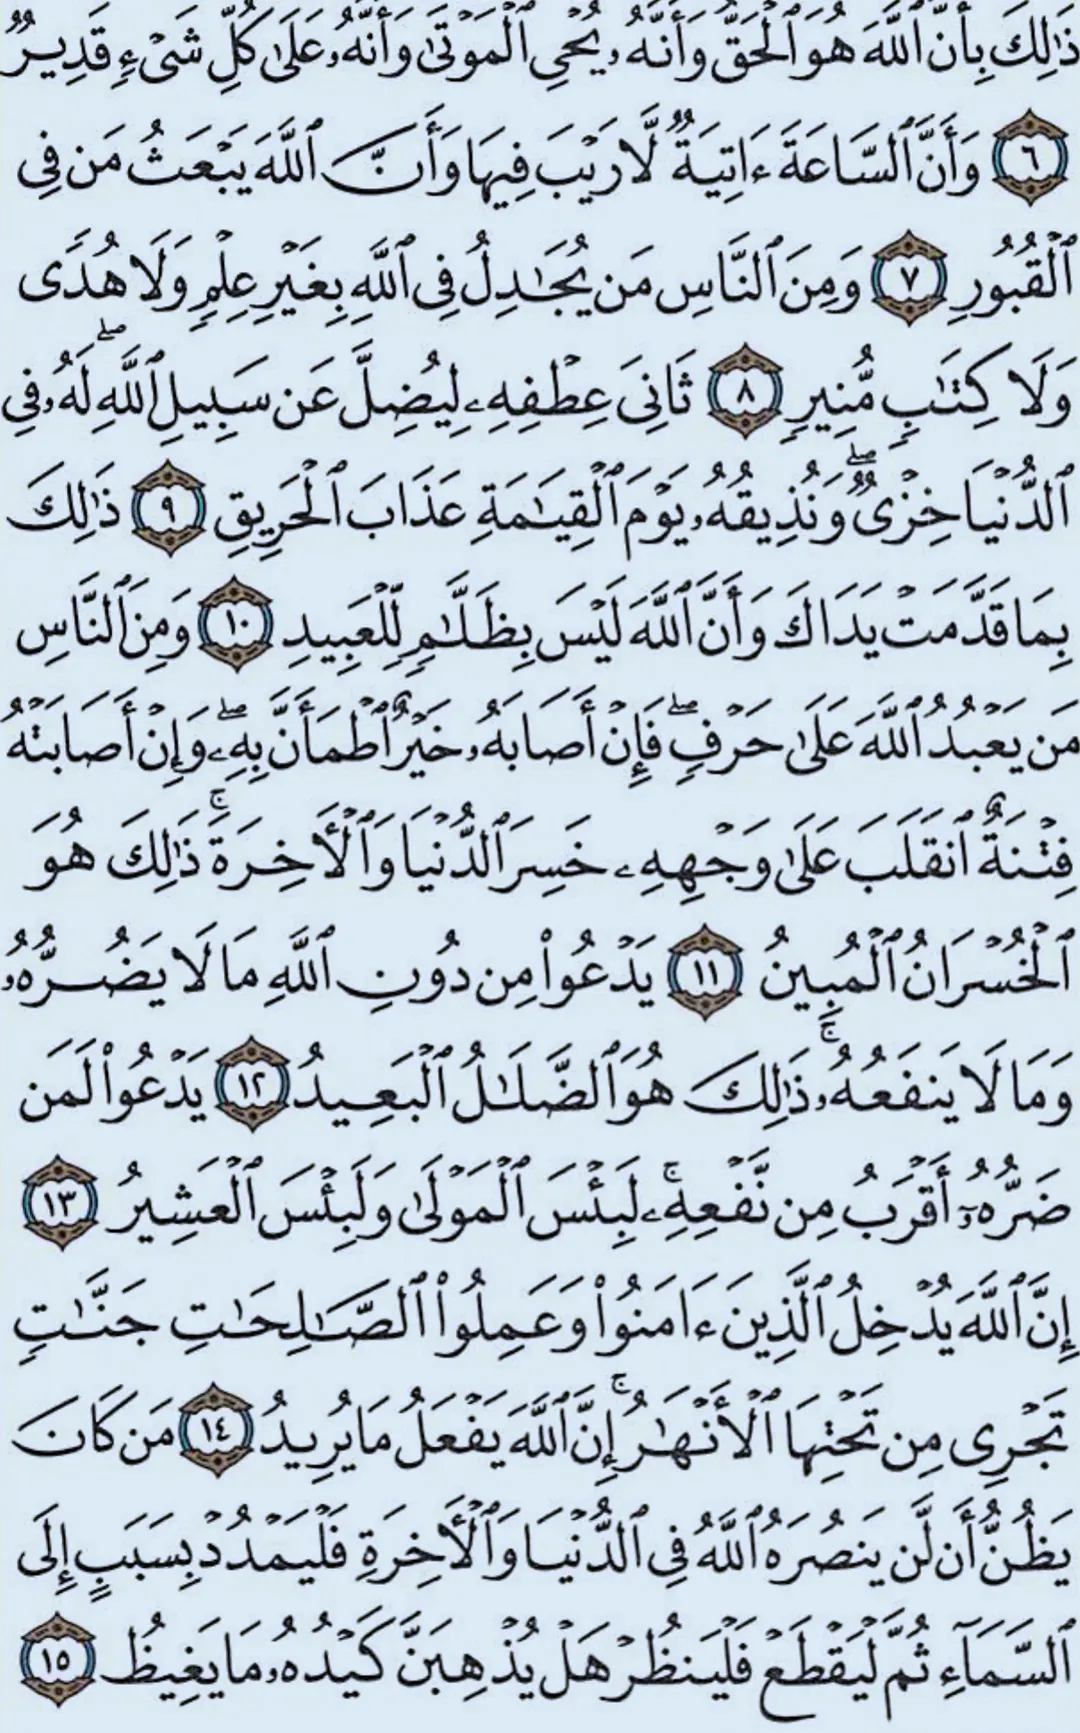 ذَٰلِكَ بِأَنَّ ٱللَّهَ هُوَ ٱلْحَقُّ وَأَنَّهُۥ يُحْىِ ٱلْمَوْتَىٰ وَأَنَّهُۥ عَلَىٰ كُلِّ شَىْءٍ قَدِيرٌ
٦ وَأَنَّ ٱلسَّاعَةَ ءَاتِيَةٌ لَّا رَيْبَ فِيهَا وَأَنَّ ٱللَّهَ يَبْعَثُ مَن فِى
ٱلْقُبُورِ ٧ وَمِنَ ٱلنَّاسِ مَن يُجَٰدِلُ فِى ٱللَّهِ بِغَيْرِ عِلْمٍ وَلَا هُدًى
وَلَا كِتَٰبٍ مُّنِيرٍ ٨ ثَانِىَ عِطْفِهِۦ لِيُضِلَّ عَن سَبِيلِ ٱللَّهِ ۖ لَهُۥ فِى
ٱلدُّنْيَا خِزْىٌ ۖ وَنُذِيقُهُۥ يَوْمَ ٱلْقِيَٰمَةِ عَذَابَ ٱلْحَرِيقِ ٩ ذَٰلِكَ
بِمَا قَدَّمَتْ يَدَاكَ وَأَنَّ ٱللَّهَ لَيْسَ بِظَلَّٰمٍ لِّلْعَبِيدِ ١٠ وَمِنَ ٱلنَّاسِ
مَن يَعْبُدُ ٱللَّهَ عَلَىٰ حَرْفٍ ۖ فَإِنْ أَصَابَهُۥ خَيْرٌ ٱطْمَأَنَّ بِهِۦ ۖ وَإِنْ أَصَابَتْهُ
فِتْنَةٌ ٱنقَلَبَ عَلَىٰ وَجْهِهِۦ خَسِرَ ٱلدُّنْيَا وَٱلْأَخِرَةَ ۚ ذَٰلِكَ هُوَ
ٱلْخُسْرَانُ ٱلْمُبِينُ ١١ يَدْعُوا۟ مِن دُونِ ٱللَّهِ مَا لَا يَضُرُّهُۥ
وَمَا لَا يَنفَعُهُۥ ۚ ذَٰلِكَ هُوَ ٱلضَّلَٰلُ ٱلْبَعِيدُ ١٢ يَدْعُوا۟ لَمَن
ضَرُّهُۥٓ أَقْرَبُ مِن نَّفْعِهِۦ ۚ لَبِئْسَ ٱلْمَوْلَىٰ وَلَبِئْسَ ٱلْعَشِيرُ ١٣
إِنَّ ٱللَّهَ يُدْخِلُ ٱلَّذِينَ ءَامَنُوا۟ وَعَمِلُوا۟ ٱلصَّٰلِحَٰتِ جَنَّٰتٍ
تَجْرِى مِن تَحْتِهَا ٱلْأَنْهَٰرُ ۚ إِنَّ ٱللَّهَ يَفْعَلُ مَا يُرِيدُ ١٤ مَن كَانَ
يَظُنُّ أَن لَّن يَنصُرَهُ ٱللَّهُ فِى ٱلدُّنْيَا وَٱلْأَخِرَةِ فَلْيَمْدُدْ بِسَبَبٍ إِلَى
ٱلسَّمَآءِ ثُمَّ لْيَقْطَعْ فَلْيَنظُرْ هَلْ يُذْهِبَنَّ كَيْدُهُۥ مَا يَغِيظُ ١٥